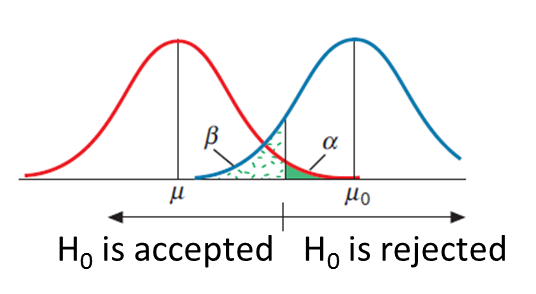 β α
μ μ₀
H₀ is accepted H₀ is rejected